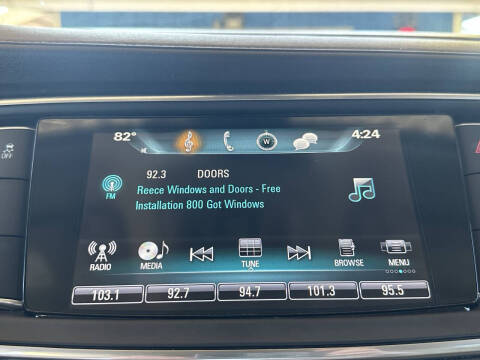 82° 4:24
W
OFF
92.3 DOORS
FM
Reece Windows and Doors - Free
Installation 800 Got Windows
RADIO MEDIA TUNE BROWSE MENU
103.1 92.7 94.7 101.3 95.5